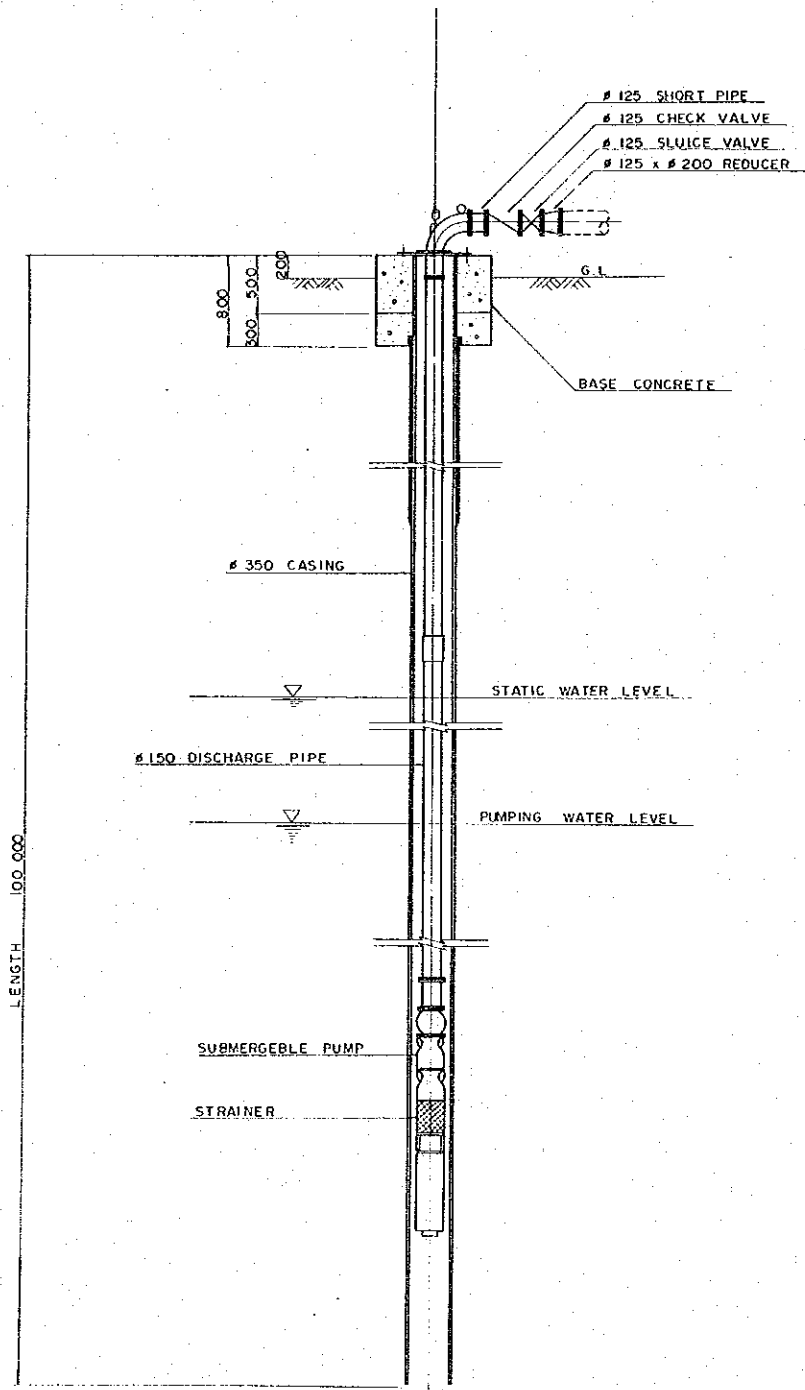 ø 125 SHORT PIPE
ø 125 CHECK VALVE
ø 125 SLUICE VALVE
ø 125 x ø 200 REDUCER
200
500
800
300
G.L
BASE CONCRETE
ø 350 CASING
STATIC WATER LEVEL
ø 150 DISCHARGE PIPE
PUMPING WATER LEVEL
LENGTH 100 000
SUBMERGEBLE PUMP
STRAINER